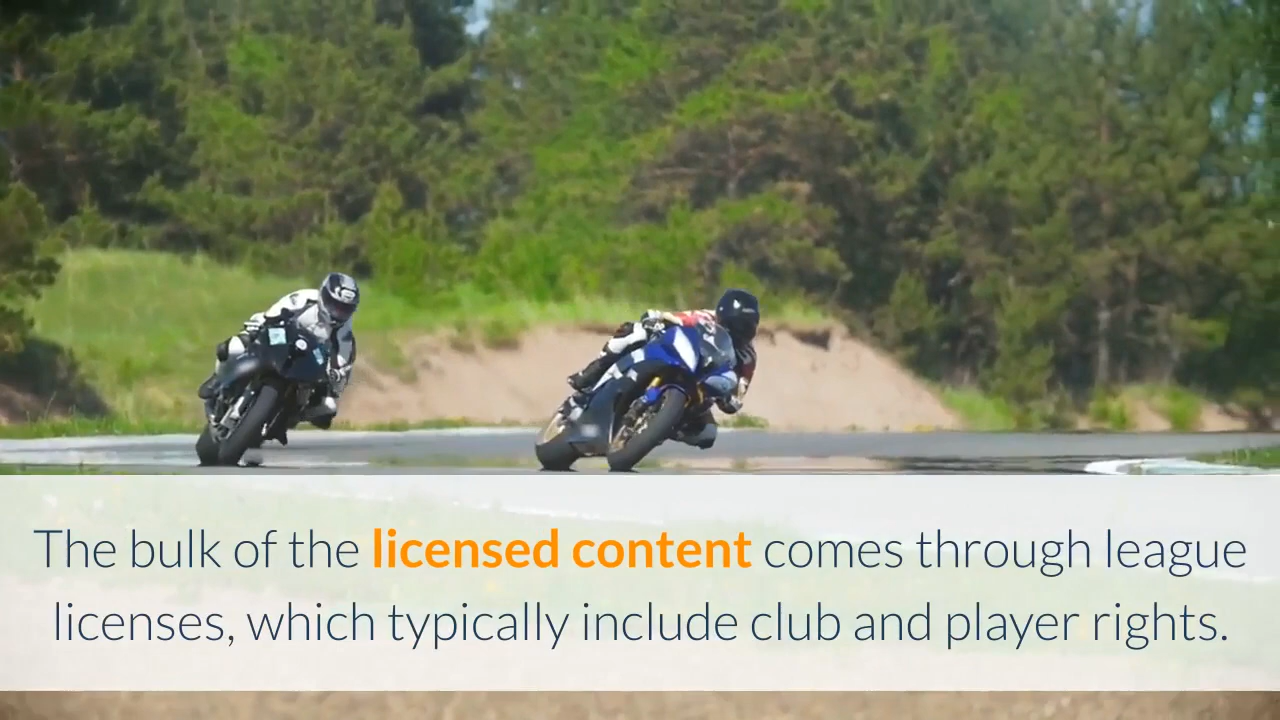 The bulk of the licensed content comes through league
licenses, which typically include club and player rights.